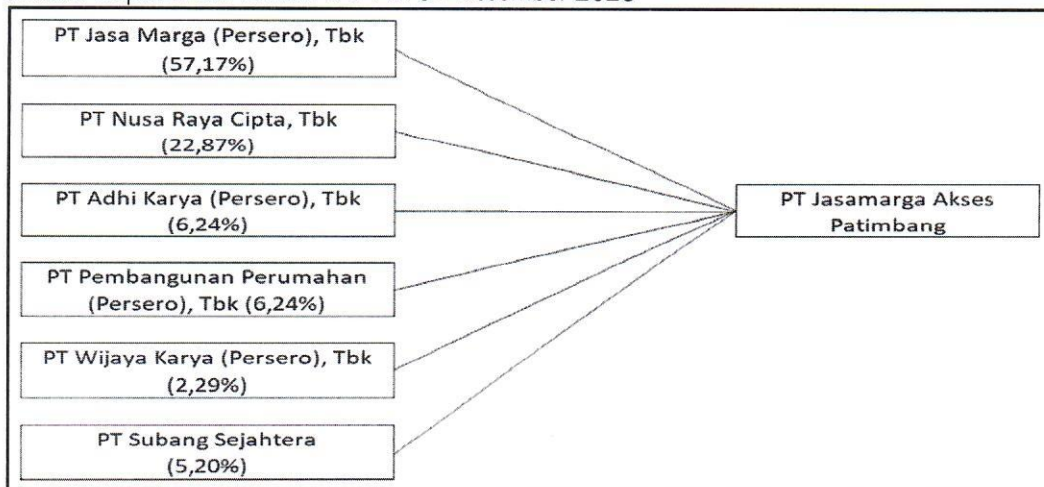 PT Jasa Marga (Persero), Tbk
(57,17%)
PT Nusa Raya Cipta, Tbk
(22,87%)
PT Adhi Karya (Persero), Tbk
(6,24%)
PT Pembangunan Perumahan
(Persero), Tbk (6,24%)
PT Wijaya Karya (Persero), Tbk
(2,29%)
PT Subang Sejahtera
(5,20%)
PT Jasamarga Akses
Patimbang